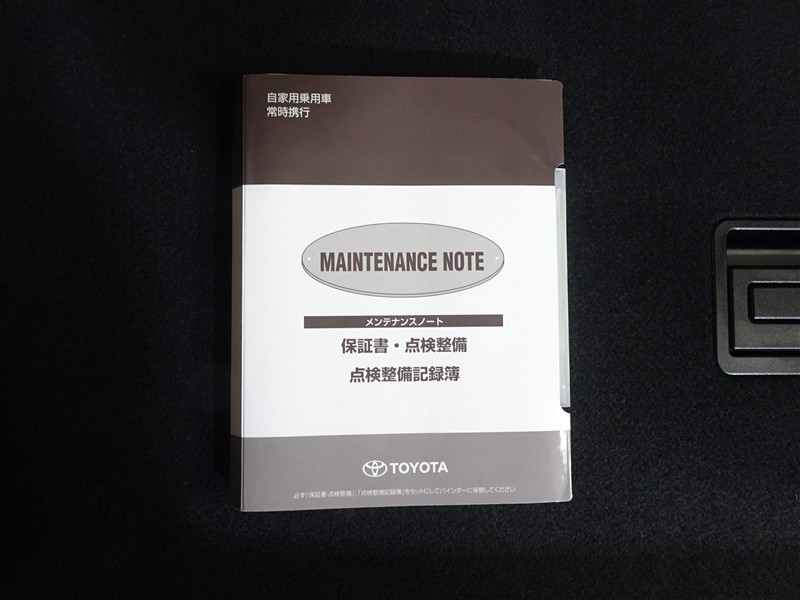 自家用乗用車
常時携行
MAINTENANCE NOTE
メンテナンスノート
保証書・点検整備
点検整備記録簿
TOYOTA
必ず「保証書・点検整備」、「点検整備記録簿」をセットにしてバインダーに保管してください